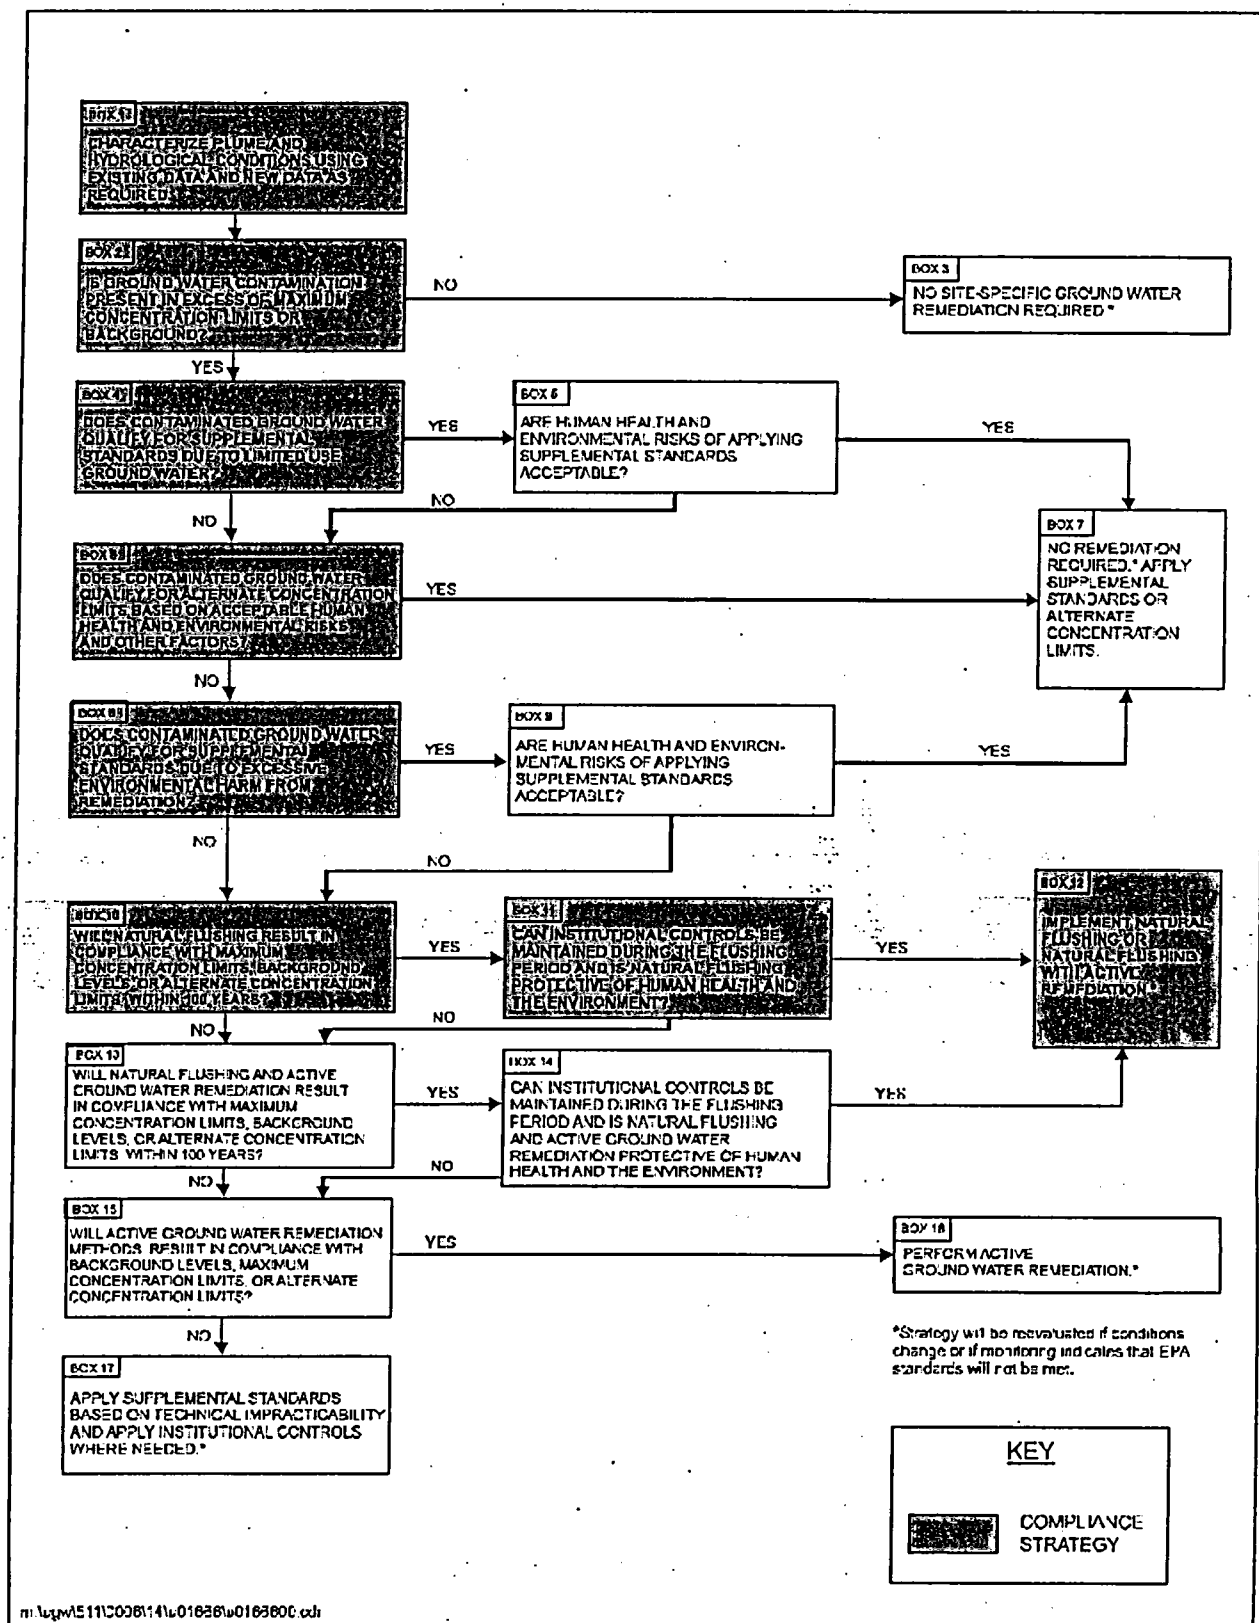 BOX 1
CHARACTERIZE PLUME AND
HYDROLOGICAL CONDITIONS USING
EXISTING DATA AND NEW DATA AS
REQUIRED.
BOX 2
IS GROUND WATER CONTAMINATION
PRESENT IN EXCESS OF MAXIMUM
CONCENTRATION LIMITS OR
BACKGROUND?
NO
BOX 3
NO SITE-SPECIFIC GROUND WATER
REMEDIATION REQUIRED.*
YES
BOX 4
DOES CONTAMINATED GROUND WATER
QUALIFY FOR SUPPLEMENTAL
STANDARDS DUE TO LIMITED USE
GROUND WATER?
YES
BOX 5
ARE HUMAN HEALTH AND
ENVIRONMENTAL RISKS OF APPLYING
SUPPLEMENTAL STANDARDS
ACCEPTABLE?
YES
NO
NO
BOX 6
DOES CONTAMINATED GROUND WATER
QUALIFY FOR ALTERNATE CONCENTRATION
LIMITS BASED ON ACCEPTABLE HUMAN
HEALTH AND ENVIRONMENTAL RISKS
AND OTHER FACTORS?
YES
BOX 7
NO REMEDIATION
REQUIRED.* APPLY
SUPPLEMENTAL
STANDARDS OR
ALTERNATE
CONCENTRATION
LIMITS.
NO
BOX 8
DOES CONTAMINATED GROUND WATER
QUALIFY FOR SUPPLEMENTAL
STANDARDS DUE TO EXCESSIVE
ENVIRONMENTAL HARM FROM
REMEDIATION?
YES
BOX 9
ARE HUMAN HEALTH AND ENVIRON-
MENTAL RISKS OF APPLYING
SUPPLEMENTAL STANDARDS
ACCEPTABLE?
YES
NO
NO
BOX 10
WILL NATURAL FLUSHING RESULT IN
COMPLIANCE WITH MAXIMUM
CONCENTRATION LIMITS, BACKGROUND
LEVELS, OR ALTERNATE CONCENTRATION
LIMITS WITHIN 100 YEARS?
YES
BOX 11
CAN INSTITUTIONAL CONTROLS BE
MAINTAINED DURING THE FLUSHING
PERIOD AND IS NATURAL FLUSHING
PROTECTIVE OF HUMAN HEALTH AND
THE ENVIRONMENT?
YES
BOX 12
IMPLEMENT NATURAL
FLUSHING OR
NATURAL FLUSHING
WITH ACTIVE
REMEDIATION.*
NO
NO
BOX 13
WILL NATURAL FLUSHING AND ACTIVE
GROUND WATER REMEDIATION RESULT
IN COMPLIANCE WITH MAXIMUM
CONCENTRATION LIMITS, BACKGROUND
LEVELS, OR ALTERNATE CONCENTRATION
LIMITS WITHIN 100 YEARS?
YES
BOX 14
CAN INSTITUTIONAL CONTROLS BE
MAINTAINED DURING THE FLUSHING
PERIOD AND IS NATURAL FLUSHING
AND ACTIVE GROUND WATER
REMEDIATION PROTECTIVE OF HUMAN
HEALTH AND THE ENVIRONMENT?
YES
NO
NO
BOX 15
WILL ACTIVE GROUND WATER REMEDIATION
METHODS RESULT IN COMPLIANCE WITH
BACKGROUND LEVELS, MAXIMUM
CONCENTRATION LIMITS, OR ALTERNATE
CONCENTRATION LIMITS?
YES
BOX 16
PERFORM ACTIVE
GROUND WATER REMEDIATION.*
NO
BOX 17
APPLY SUPPLEMENTAL STANDARDS
BASED ON TECHNICAL IMPRACTICABILITY
AND APPLY INSTITUTIONAL CONTROLS
WHERE NEEDED.*
*Strategy will be reevaluated if conditions
change or if monitoring indicates that EPA
standards will not be met.
KEY
COMPLIANCE
STRATEGY